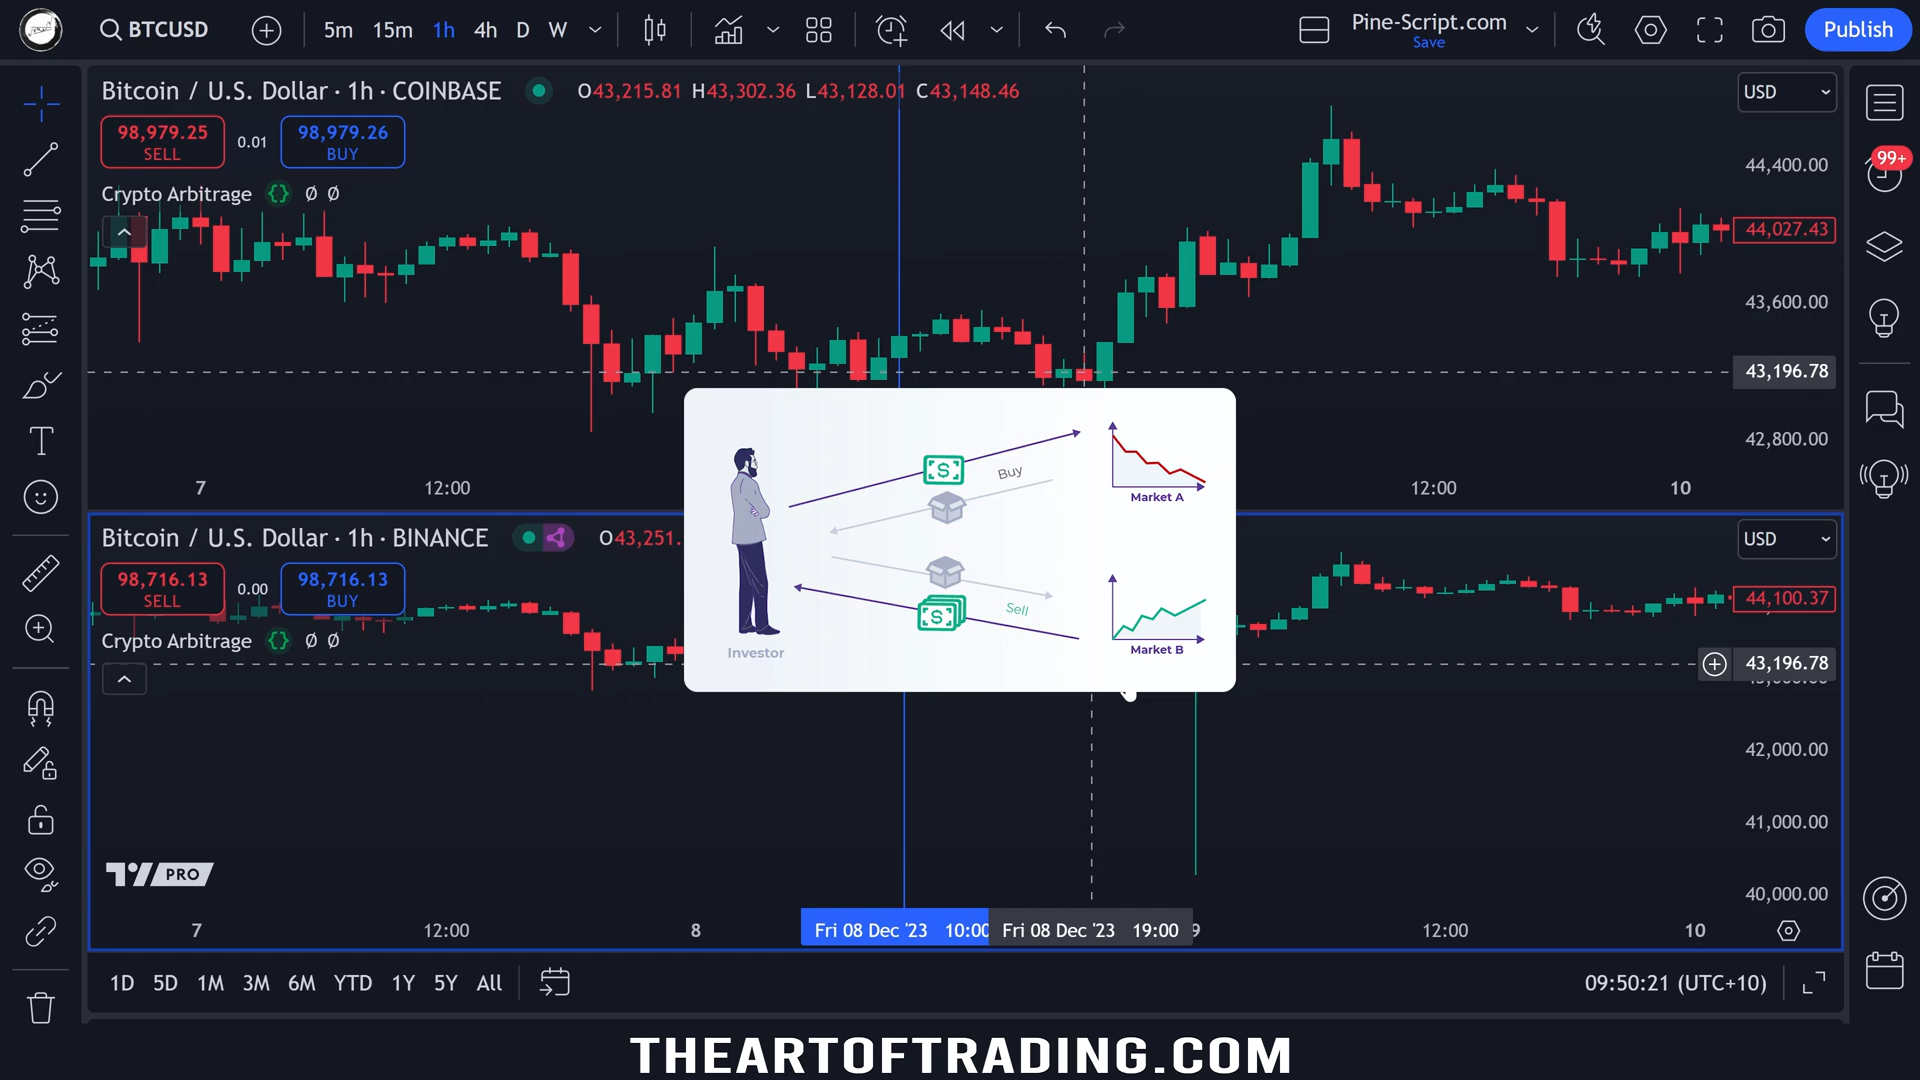 BTCUSD 5m 15m 1h 4h D W Pine-Script.com Save Publish
Bitcoin / U.S. Dollar · 1h · COINBASE O43,215.81 H43,302.36 L43,128.01 C43,148.46 USD
98,979.25 SELL 0.01 98,979.26 BUY
99+
44,400.00
Crypto Arbitrage {} Ø Ø
44,027.43
43,600.00
43,196.78
42,800.00
7 12:00 12:00 10
Buy
Market A
Sell
Market B
Investor
Bitcoin / U.S. Dollar · 1h · BINANCE O43,251. USD
98,716.13 SELL 0.00 98,716.13 BUY
44,100.37
Crypto Arbitrage {} Ø Ø
43,196.78
42,000.00
41,000.00
PRO
40,000.00
7 12:00 8 Fri 08 Dec '23 10:00 Fri 08 Dec '23 19:00 9 12:00 10
1D 5D 1M 3M 6M YTD 1Y 5Y All 09:50:21 (UTC+10)
THEARTOFTRADING.COM